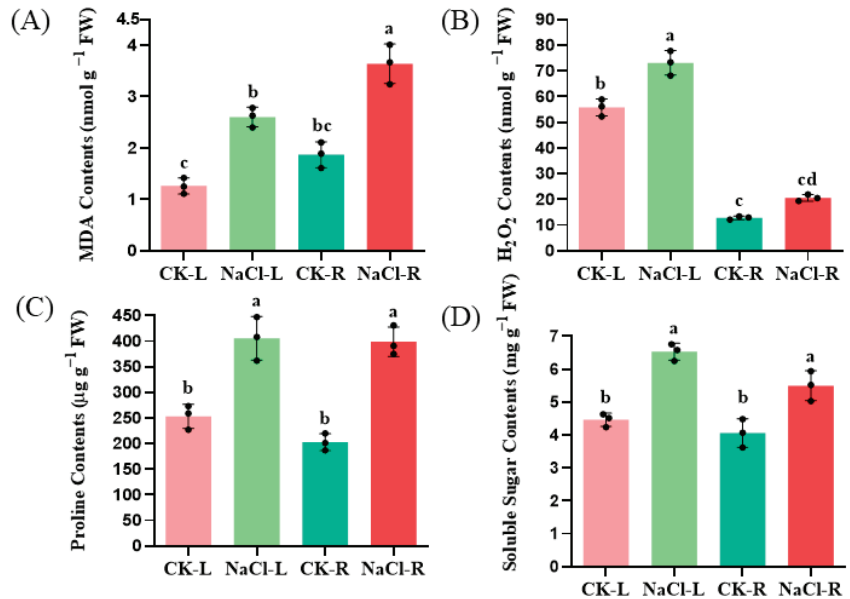 (A)
MDA Contents (nmol g⁻¹ FW)
4.5
4
3
2
1
0
c
b
bc
a
CK-L NaCl-L CK-R NaCl-R
(B)
H₂O₂ Contents (nmol g⁻¹ FW)
90
80
70
60
50
40
30
20
10
0
b
a
c
cd
CK-L NaCl-L CK-R NaCl-R
(C)
Proline Contents (µg g⁻¹ FW)
450
400
350
300
250
200
150
100
50
0
b
a
b
a
CK-L NaCl-L CK-R NaCl-R
(D)
Soluble Sugar Contents (mg g⁻¹ FW)
7
6
5
4
3
2
1
0
b
a
b
a
CK-L NaCl-L CK-R NaCl-R